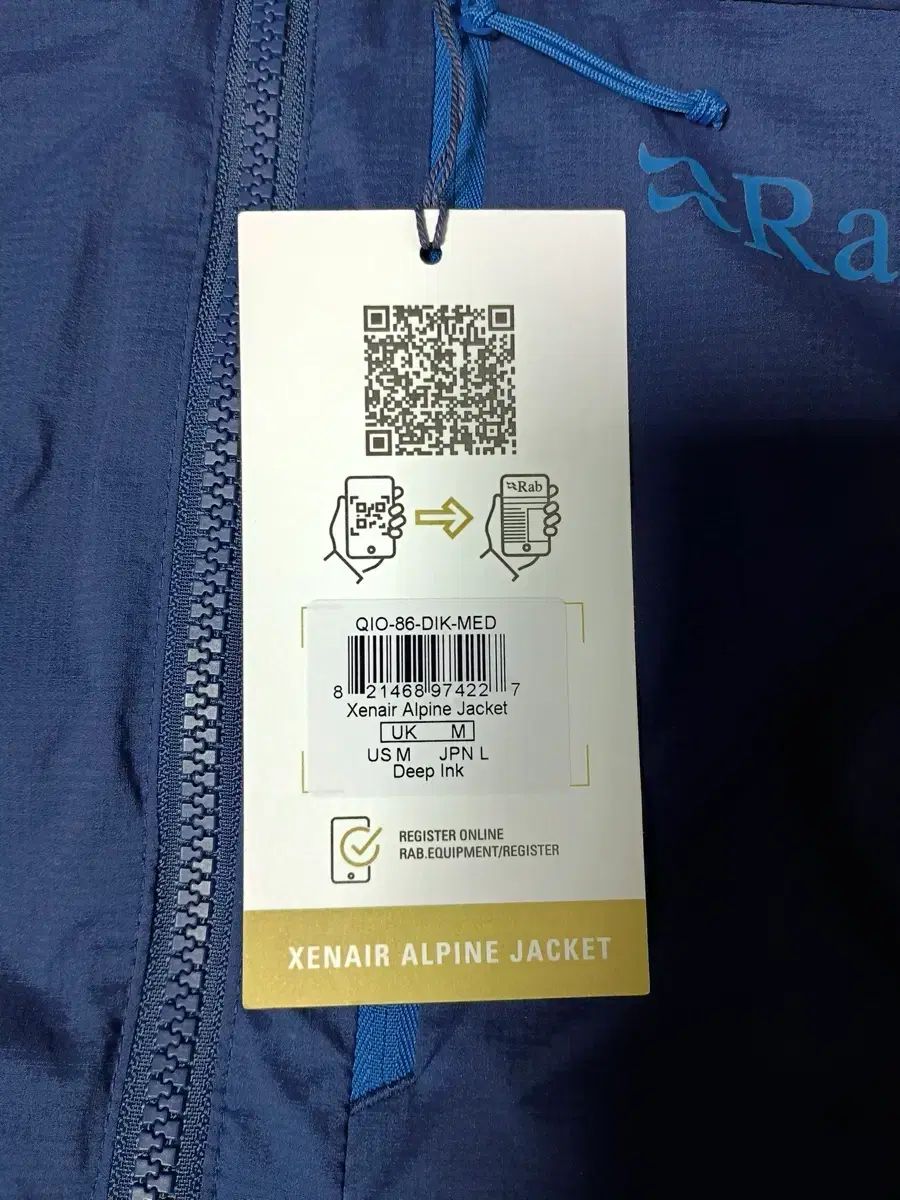 Rab
Rab
QIO-86-DIK-MED
8 21468 97422 7
Xenair Alpine Jacket
UK M
US M JPN L
Deep Ink
REGISTER ONLINE
RAB.EQUIPMENT/REGISTER
XENAIR ALPINE JACKET